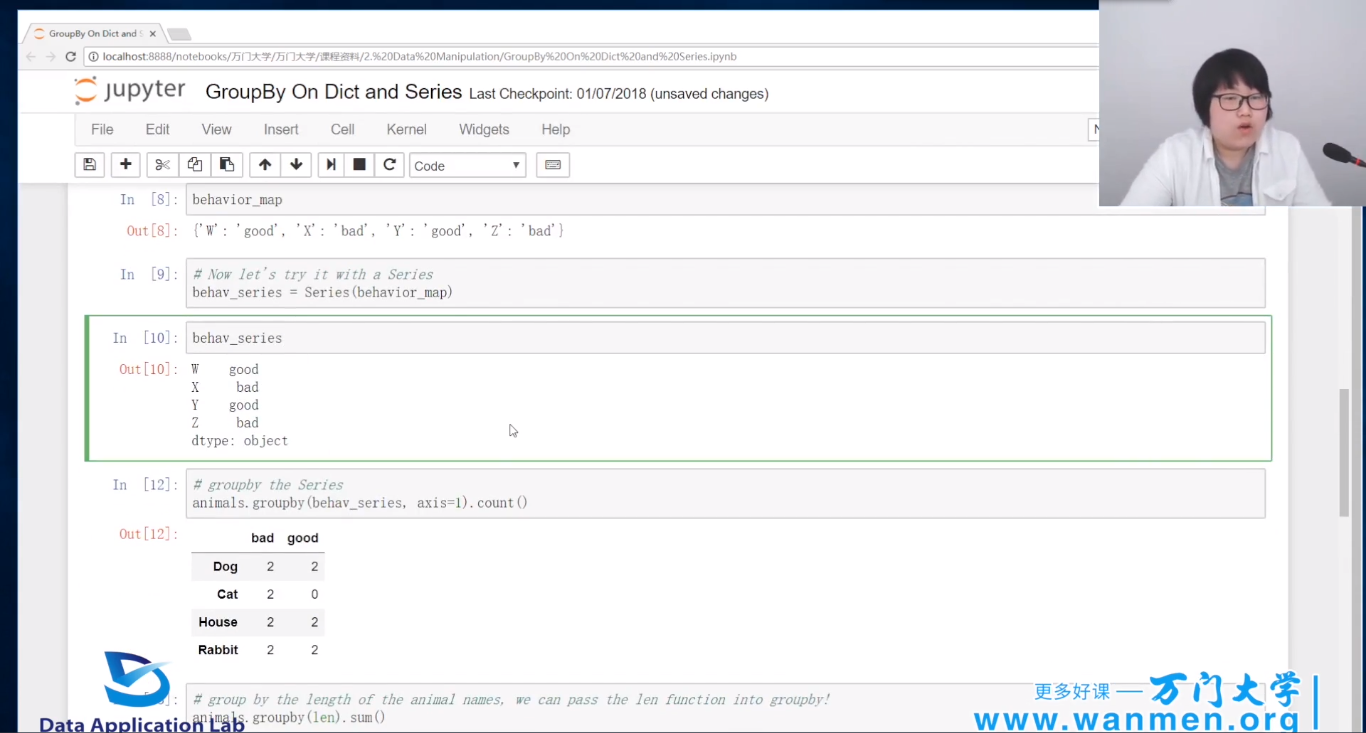 GroupBy On Dict and S
localhost:8888/notebooks/万门大学/万门大学/课程资料/2.%20Data%20Manipulation/GroupBy%20On%20Dict%20and%20Series.ipynb
jupyter GroupBy On Dict and Series Last Checkpoint: 01/07/2018 (unsaved changes)
File Edit View Insert Cell Kernel Widgets Help
Code
In [8]: behavior_map
Out[8]: {'W': 'good', 'X': 'bad', 'Y': 'good', 'Z': 'bad'}
In [9]: # Now let's try it with a Series
behav_series = Series(behavior_map)
In [10]: behav_series
Out[10]: W good
X bad
Y good
Z bad
dtype: object
In [12]: # groupby the Series
animals.groupby(behav_series, axis=1).count()
Out[12]:
bad good
Dog 2 2
Cat 2 0
House 2 2
Rabbit 2 2
# group by the length of the animal names, we can pass the len function into groupby!
animals.groupby(len).sum()
Data Application Lab
更多好课 — 万门大学
www.wanmen.org